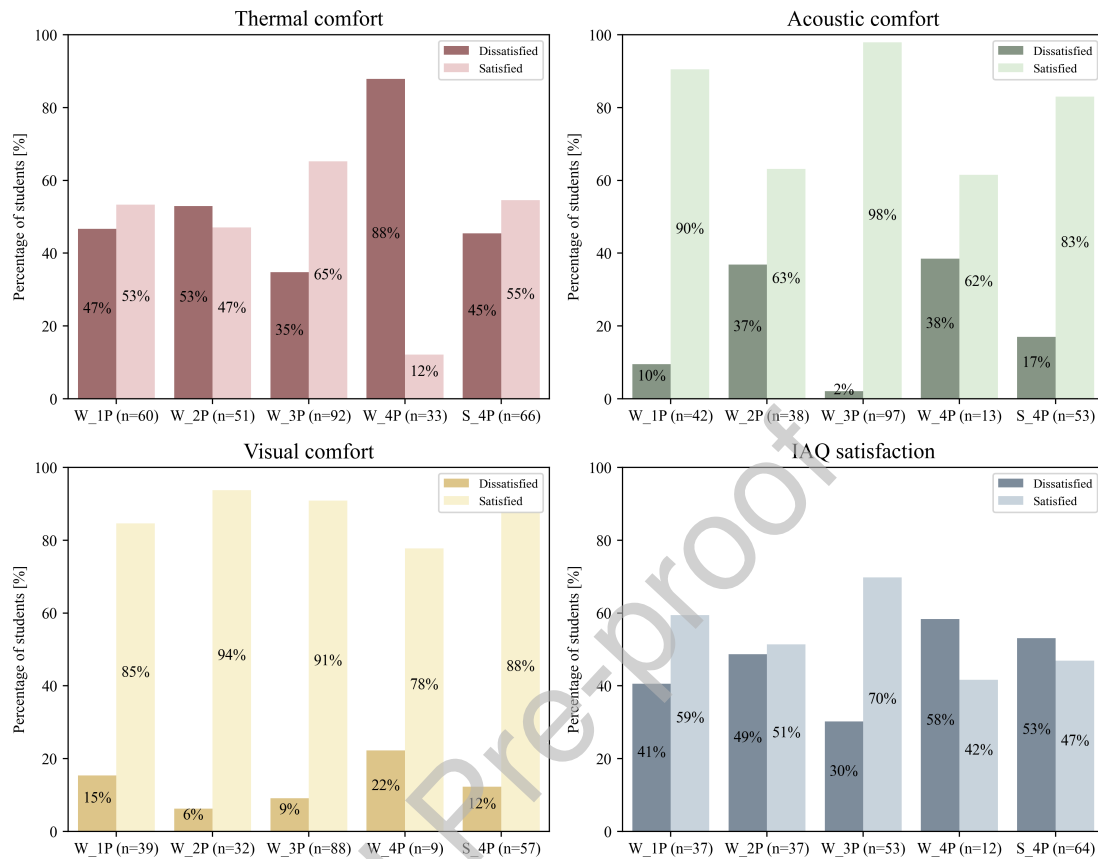 Thermal comfort
Percentage of students [%]
100
80
60
40
20
0
Dissatisfied
Satisfied
47%
53%
53%
47%
35%
65%
88%
12%
45%
55%
W_1P (n=60)
W_2P (n=51)
W_3P (n=92)
W_4P (n=33)
S_4P (n=66)
Acoustic comfort
Percentage of students [%]
100
80
60
40
20
0
Dissatisfied
Satisfied
10%
90%
37%
63%
2%
98%
38%
62%
17%
83%
W_1P (n=42)
W_2P (n=38)
W_3P (n=97)
W_4P (n=13)
S_4P (n=53)
Visual comfort
Percentage of students [%]
100
80
60
40
20
0
Dissatisfied
Satisfied
15%
85%
6%
94%
9%
91%
22%
78%
12%
88%
W_1P (n=39)
W_2P (n=32)
W_3P (n=88)
W_4P (n=9)
S_4P (n=57)
IAQ satisfaction
Percentage of students [%]
100
80
60
40
20
0
Dissatisfied
Satisfied
41%
59%
49%
51%
30%
70%
58%
42%
53%
47%
W_1P (n=37)
W_2P (n=37)
W_3P (n=53)
W_4P (n=12)
S_4P (n=64)
Pre-proof